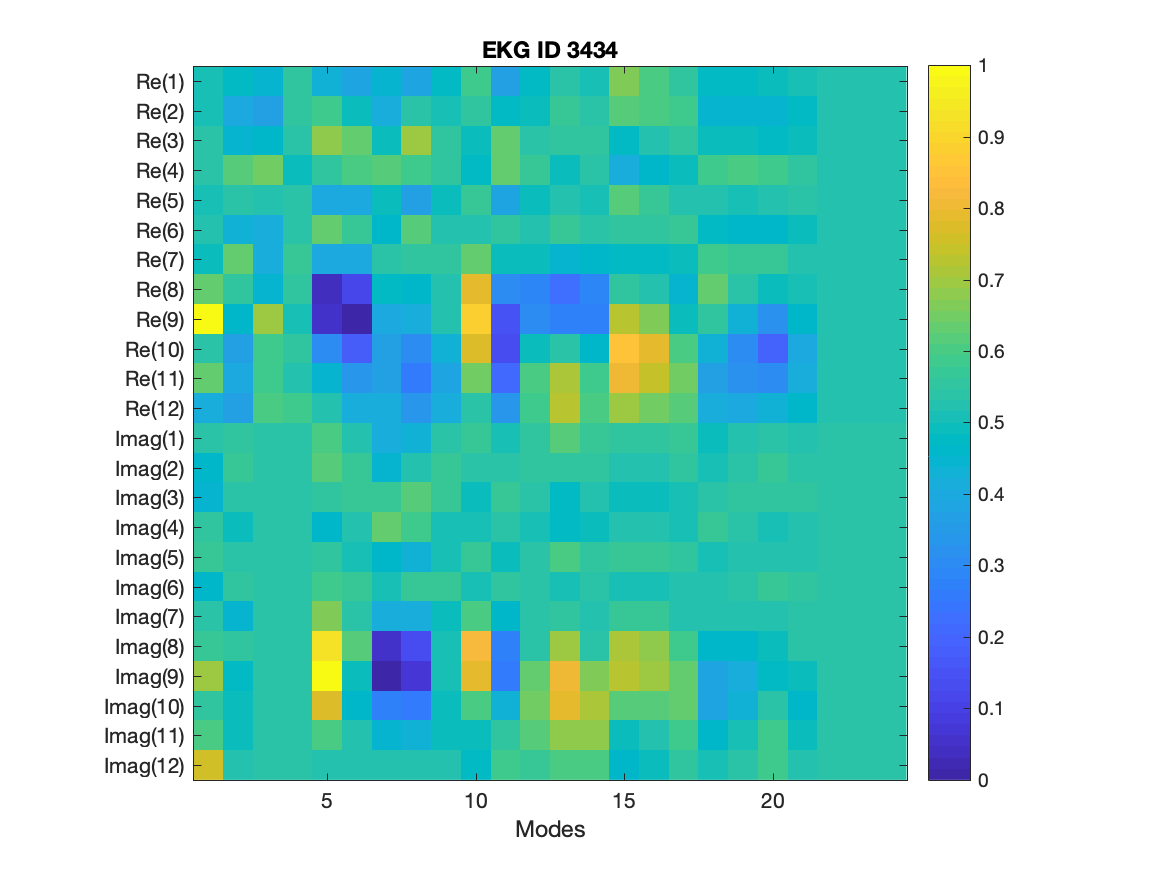 EKG ID 3434
Re(1)
Re(2)
Re(3)
Re(4)
Re(5)
Re(6)
Re(7)
Re(8)
Re(9)
Re(10)
Re(11)
Re(12)
Imag(1)
Imag(2)
Imag(3)
Imag(4)
Imag(5)
Imag(6)
Imag(7)
Imag(8)
Imag(9)
Imag(10)
Imag(11)
Imag(12)
5 10 15 20
Modes
1
0.9
0.8
0.7
0.6
0.5
0.4
0.3
0.2
0.1
0